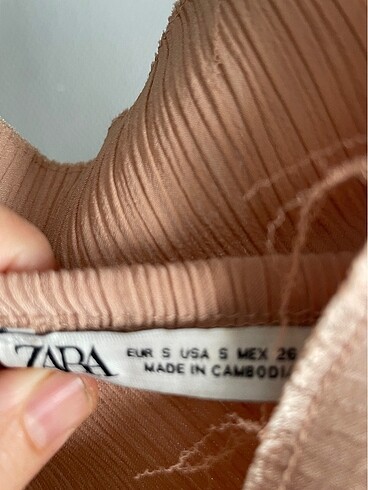 ZARA
EUR S USA S MEX 26
MADE IN CAMBODIA